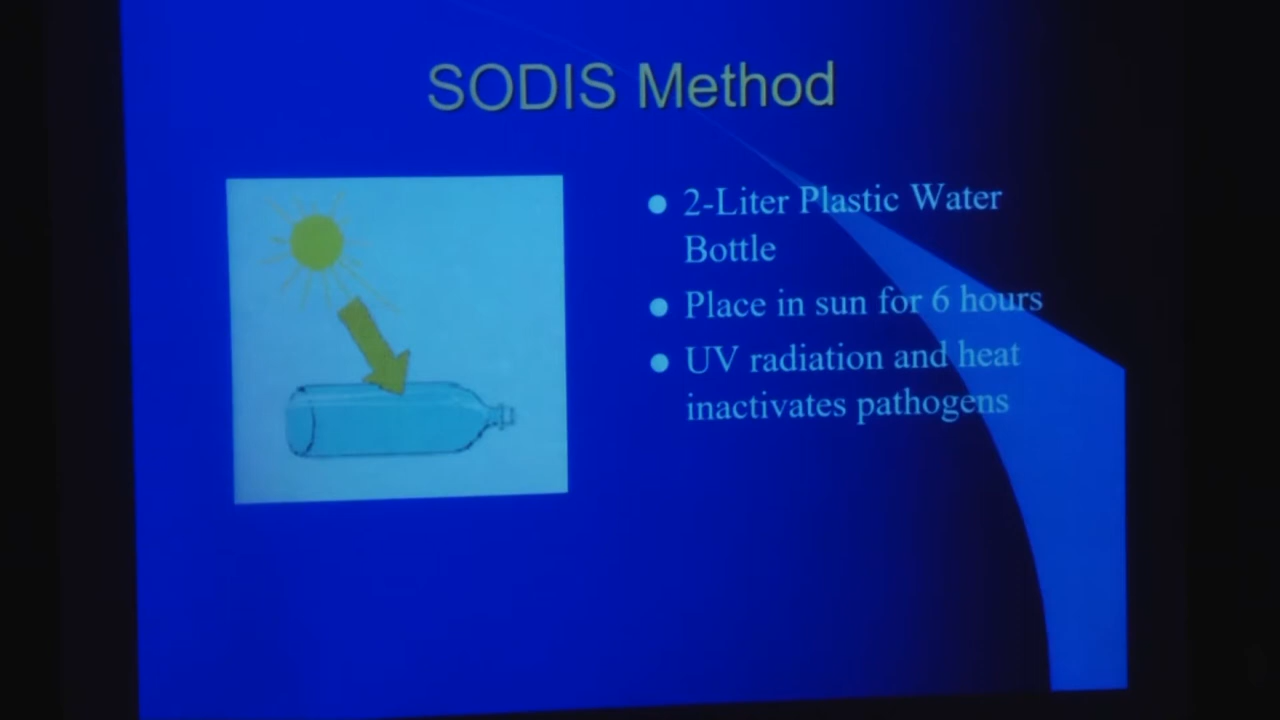 SODIS Method
● 2-Liter Plastic Water
Bottle
● Place in sun for 6 hours
● UV radiation and heat
inactivates pathogens